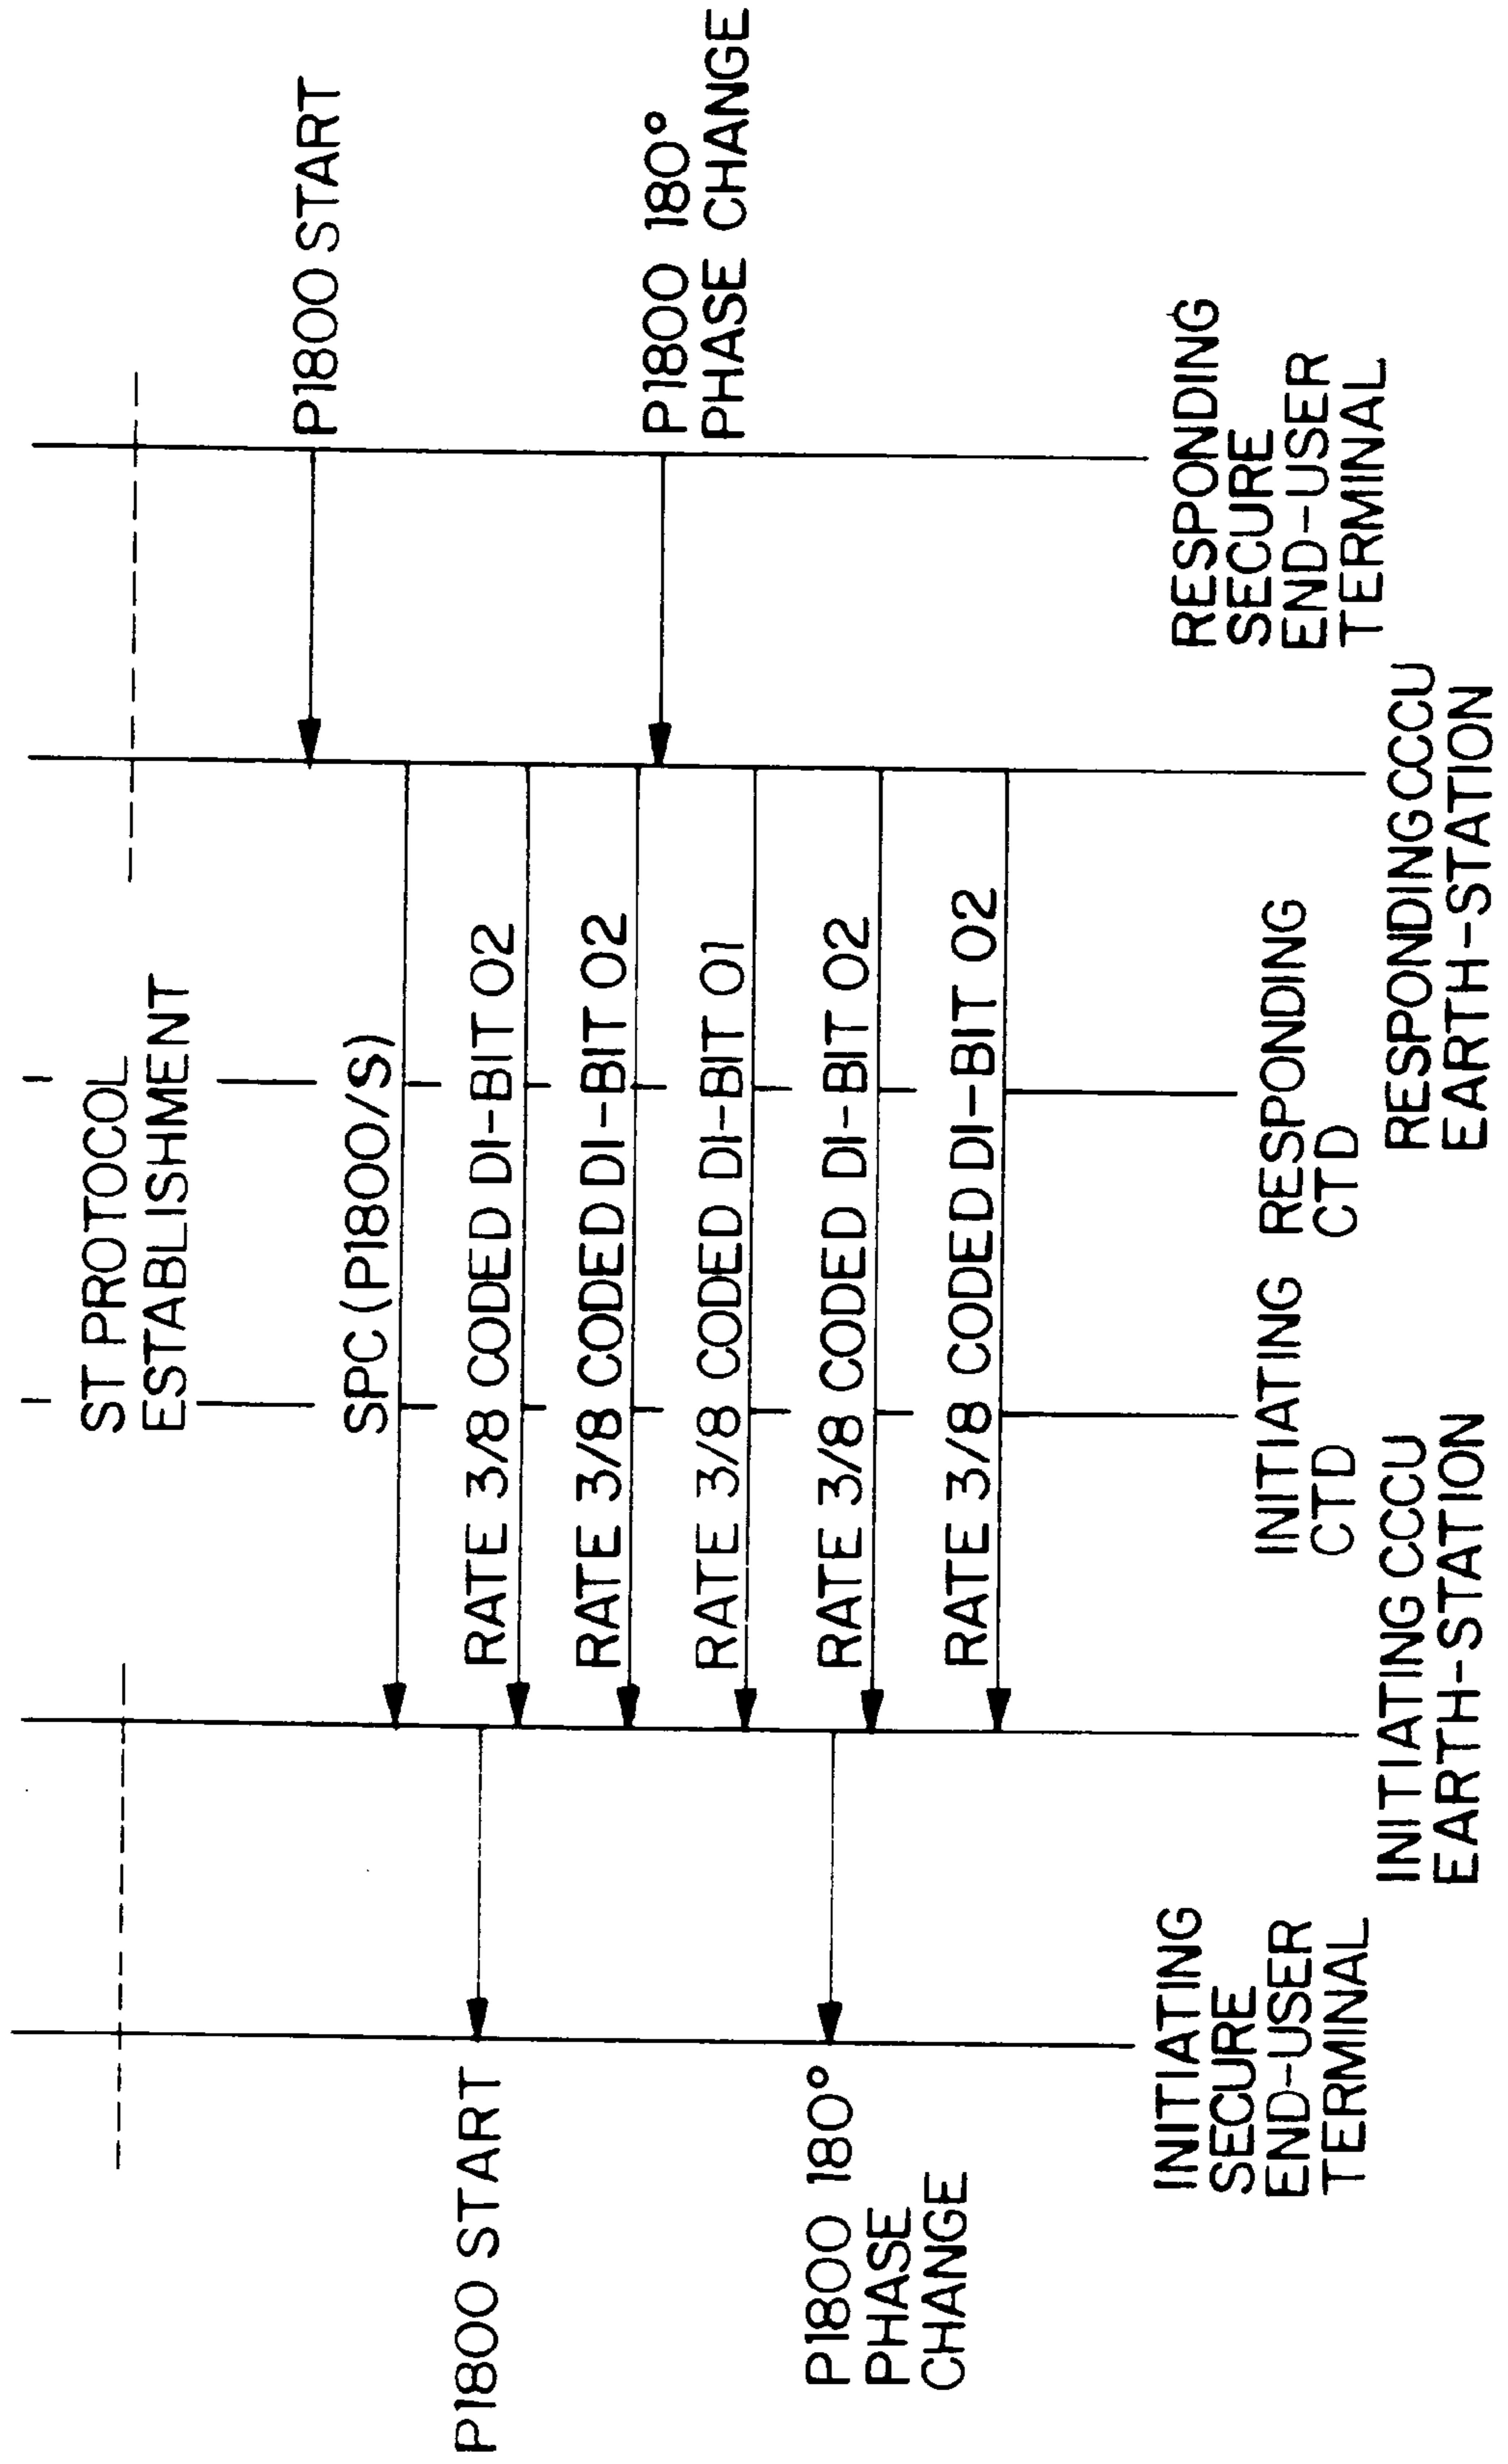 ST PROTOCOL
ESTABLISHMENT
P1800 START
SPC (P1800/S)
P1800 START
RATE 3/8 CODED DI-BIT 02
RATE 3/8 CODED DI-BIT 02
P1800 180°
PHASE CHANGE
RATE 3/8 CODED DI-BIT 01
P1800 180°
PHASE
CHANGE
RATE 3/8 CODED DI-BIT 02
RATE 3/8 CODED DI-BIT 02
INITIATING
SECURE
END-USER
TERMINAL
INITIATING CCCU
EARTH-STATION
INITIATING
CTD
RESPONDING
CTD
RESPONDING CCCU
EARTH-STATION
RESPONDING
SECURE
END-USER
TERMINAL